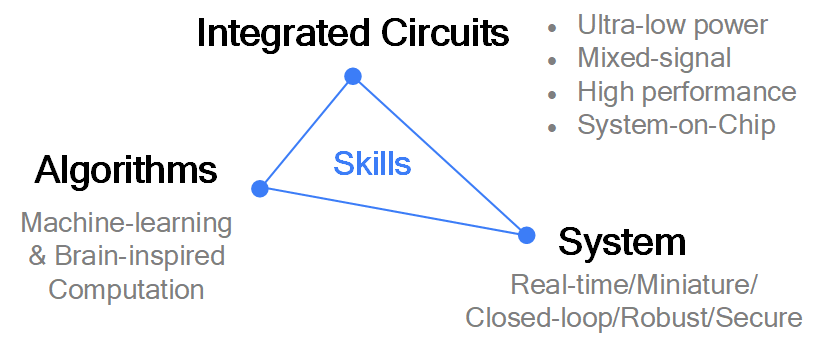 Integrated Circuits
• Ultra-low power
• Mixed-signal
• High performance
• System-on-Chip
Skills
Algorithms
Machine-learning
& Brain-inspired
Computation
System
Real-time/Miniature/
Closed-loop/Robust/Secure